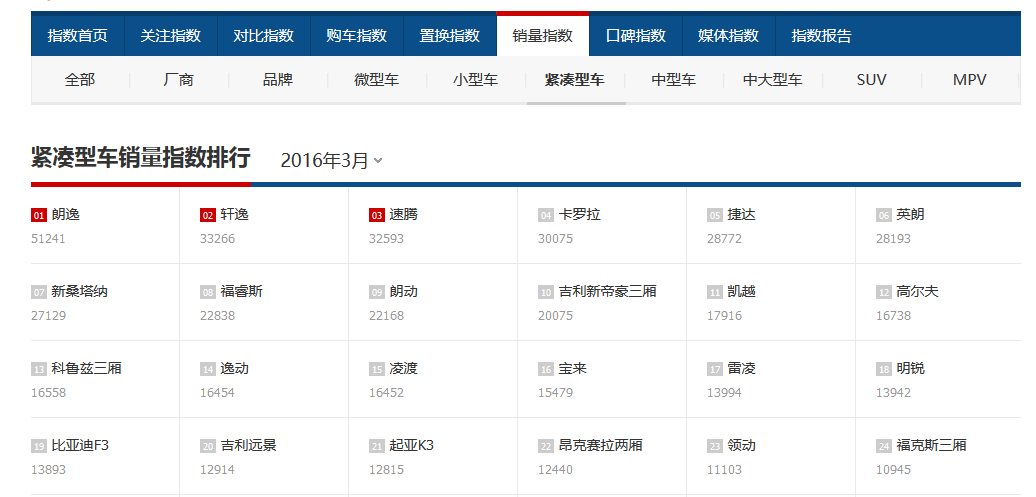 指数首页 关注指数 对比指数 购车指数 置换指数 销量指数 口碑指数 媒体指数 指数报告
全部 厂商 品牌 微型车 小型车 紧凑型车 中型车 中大型车 SUV MPV
紧凑型车销量指数排行 2016年3月
01 朗逸 02 轩逸 03 速腾 04 卡罗拉 05 捷达 06 英朗
51241 33266 32593 30075 28772 28193
07 新桑塔纳 08 福睿斯 09 朗动 10 吉利新帝豪三厢 11 凯越 12 高尔夫
27129 22838 22168 20075 17916 16738
13 科鲁兹三厢 14 逸动 15 凌渡 16 宝来 17 雷凌 18 明锐
16558 16454 16452 15479 13994 13942
19 比亚迪F3 20 吉利远景 21 起亚K3 22 昂克赛拉两厢 23 领动 24 福克斯三厢
13893 12914 12815 12440 11103 10945